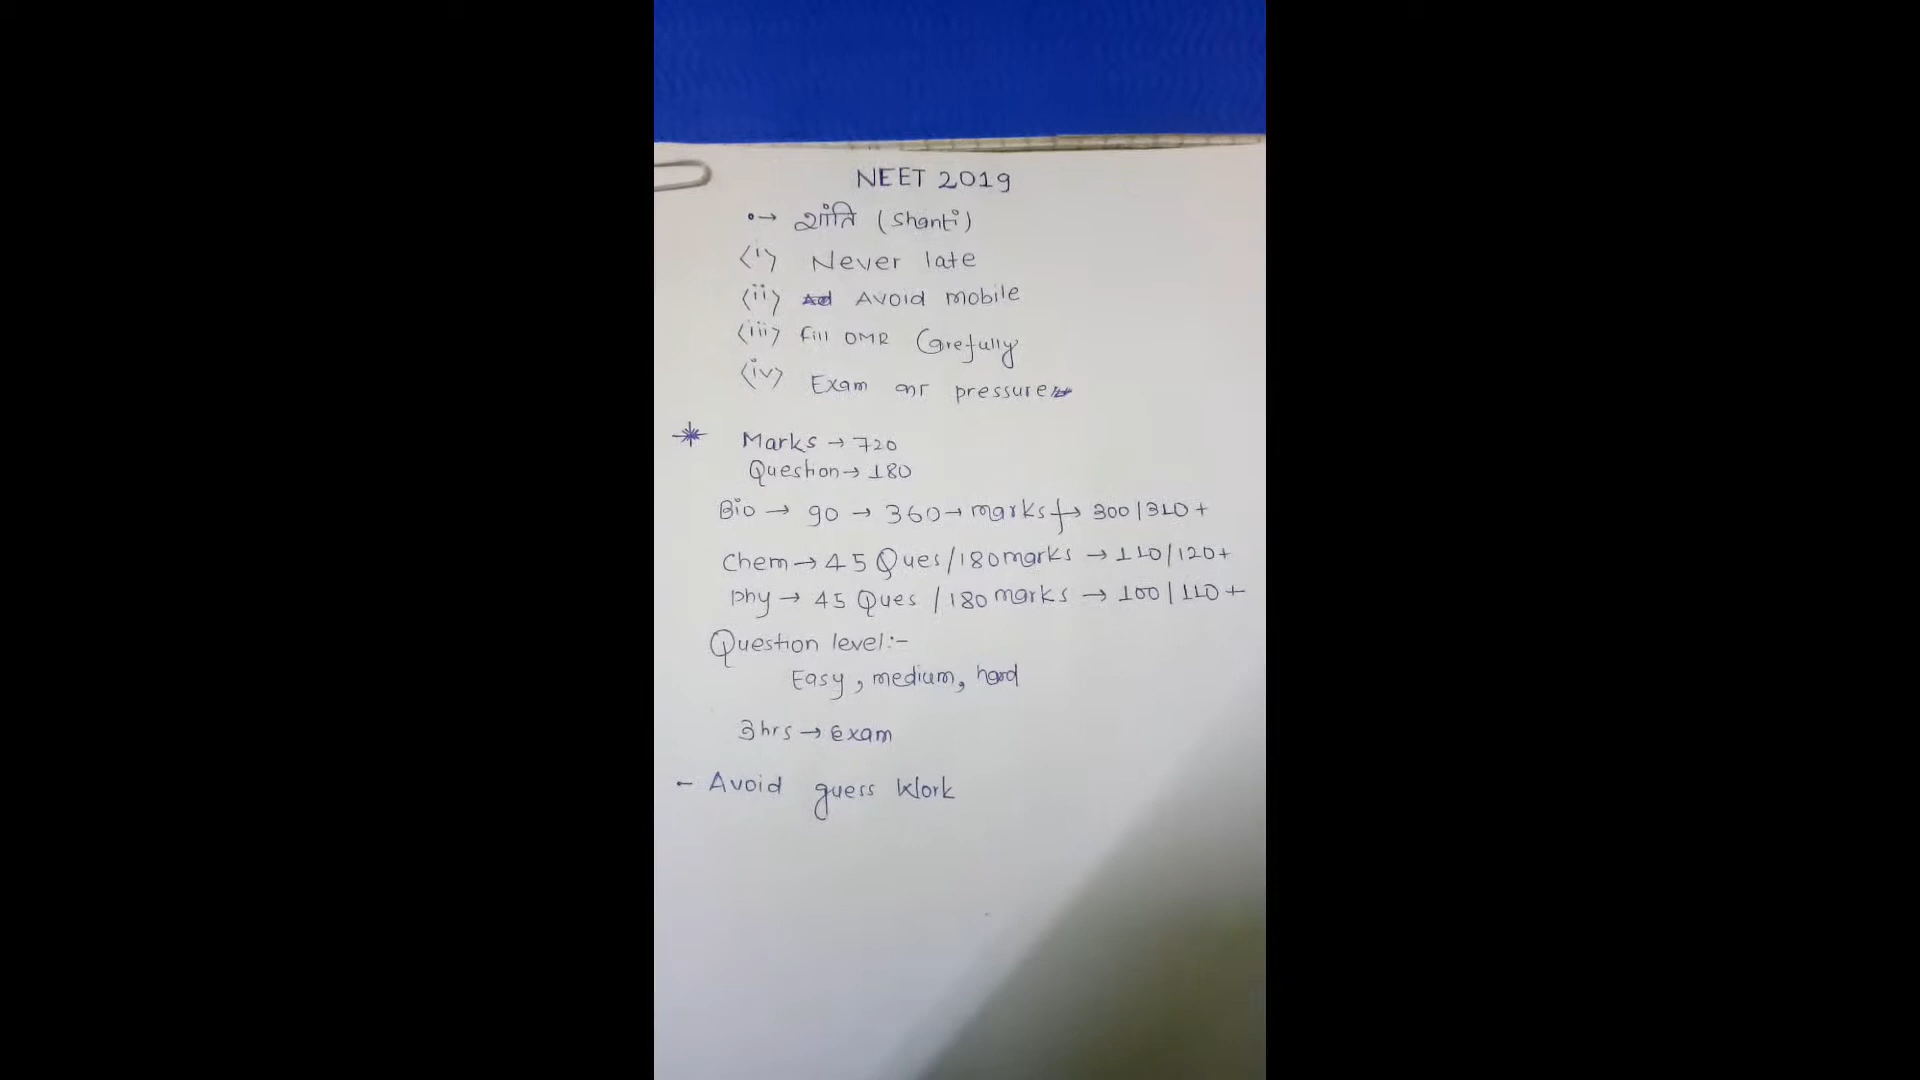 NEET 2019
•→ शांति (Shanti)
(i) Never late
(ii) Avoid mobile
(iii) Fill OMR Carefully
(iv) Exam pressure
* Marks → 720
Question → 180
Bio → 90 → 360 → marks → 300/310+
Chem → 45 Ques/180 marks → 110/120+
Phy → 45 Ques/180 marks → 100/110+
Question level:-
Easy, medium, hard
3hrs → Exam
- Avoid guess Work